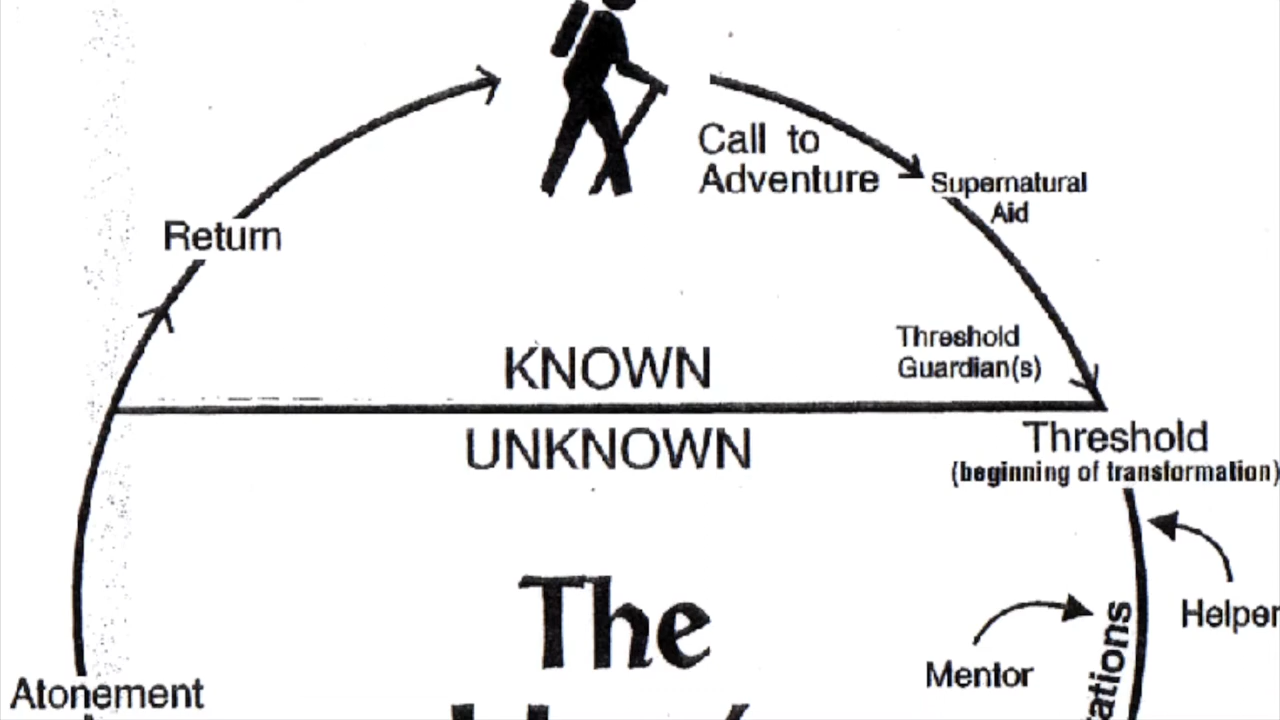 Call to
Adventure
Supernatural
Aid
Return
Threshold
Guardian(s)
KNOWN
UNKNOWN
Threshold
(beginning of transformation)
Helper
The
Mentor
Atonement